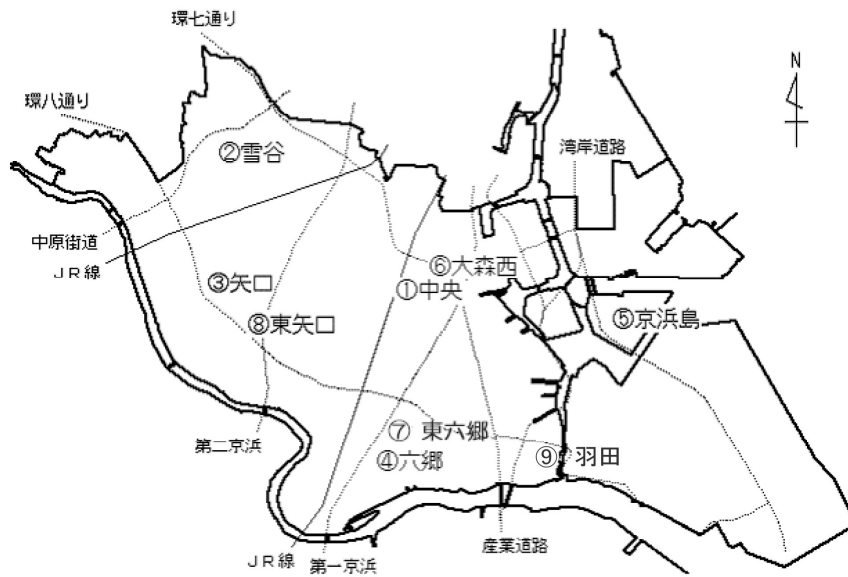 環七通り
N
環八通り
湾岸道路
②雪谷
中原街道
JR線
⑥大森西
③矢口
①中央
⑧東矢口
⑤京浜島
⑦ 東六郷
第二京浜
④六郷
⑨ 羽田
産業道路
JR線
第一京浜